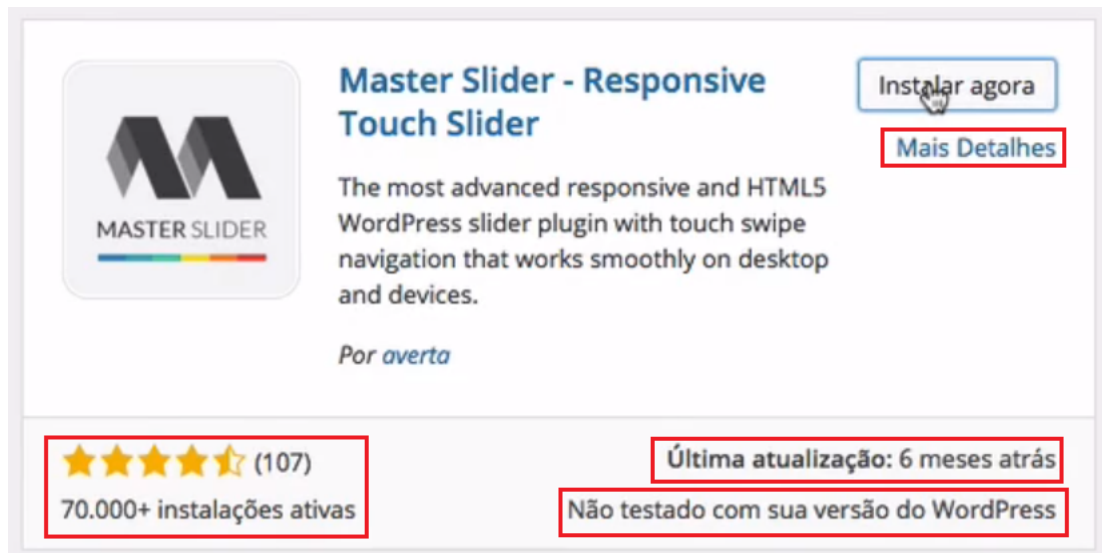 Master Slider - Responsive
Touch Slider
Instalar agora
Mais Detalhes
The most advanced responsive and HTML5
WordPress slider plugin with touch swipe
navigation that works smoothly on desktop
and devices.
Por averta
MASTER SLIDER
(107)
70.000+ instalações ativas
Última atualização: 6 meses atrás
Não testado com sua versão do WordPress